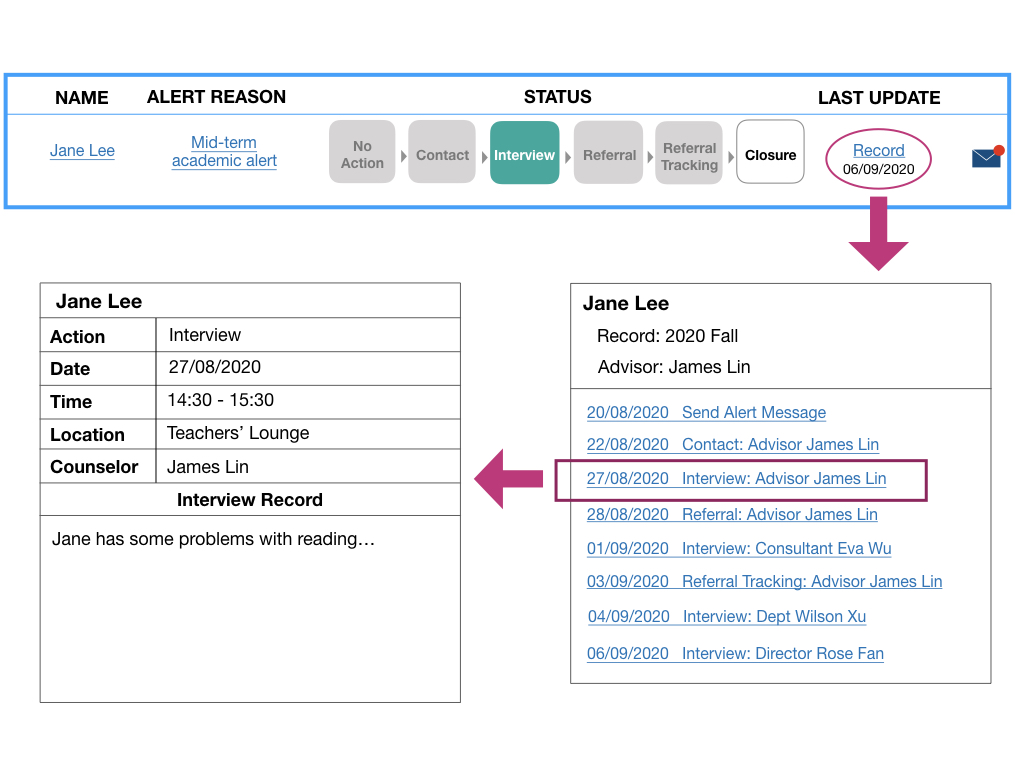 NAME ALERT REASON STATUS LAST UPDATE
Jane Lee
Mid-term
academic alert
No
Action
Contact
Interview
Referral
Referral
Tracking
Closure
Record
06/09/2020
Jane Lee
Action Interview
Date 27/08/2020
Time 14:30 - 15:30
Location Teachers’ Lounge
Counselor James Lin
Interview Record
Jane has some problems with reading…
Jane Lee
Record: 2020 Fall
Advisor: James Lin
20/08/2020 Send Alert Message
22/08/2020 Contact: Advisor James Lin
27/08/2020 Interview: Advisor James Lin
28/08/2020 Referral: Advisor James Lin
01/09/2020 Interview: Consultant Eva Wu
03/09/2020 Referral Tracking: Advisor James Lin
04/09/2020 Interview: Dept Wilson Xu
06/09/2020 Interview: Director Rose Fan